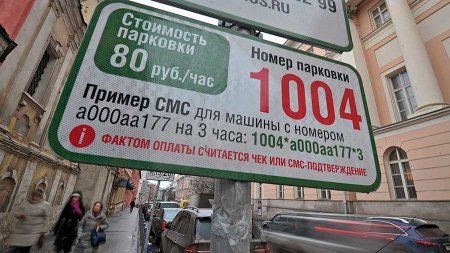 Стоимость
парковки
80 руб./час
Номер парковки
1004
Пример СМС для машины с номером
а000аа177 на 3 часа: 1004*а000аа177*3
i ФАКТОМ ОПЛАТЫ СЧИТАЕТСЯ ЧЕК ИЛИ СМС-ПОДТВЕРЖДЕНИЕ